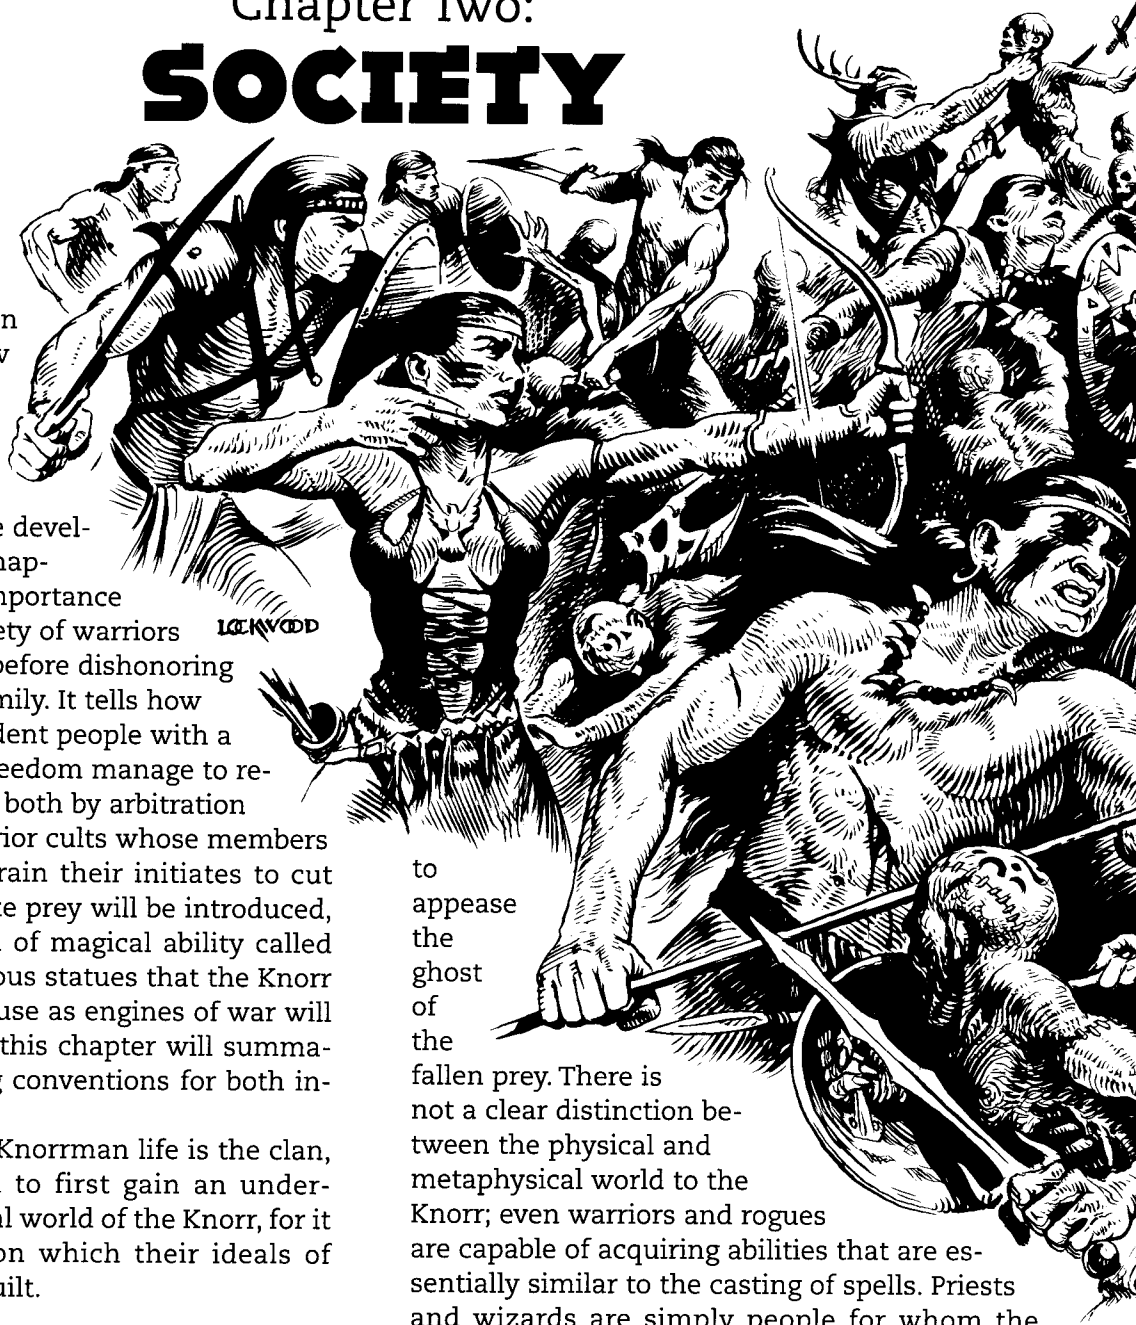 Chapter Two:
SOCIETY
n
devel-
ap-
mportance
ety of warriors
before dishonoring
mily. It tells how
dent people with a
eedom manage to re-
both by arbitration
rior cults whose members
rain their initiates to cut
te prey will be introduced,
of magical ability called
ous statues that the Knorr
use as engines of war will
this chapter will summa-
g conventions for both in-
Knorrman life is the clan,
to first gain an under-
al world of the Knorr, for it
on which their ideals of
uilt.
LOCKWOOD
to
appease
the
ghost
of
the
fallen prey. There is
not a clear distinction be-
tween the physical and
metaphysical world to the
Knorr; even warriors and rogues
are capable of acquiring abilities that are es-
sentially similar to the casting of spells. Priests
and wizards are simply people for whom the